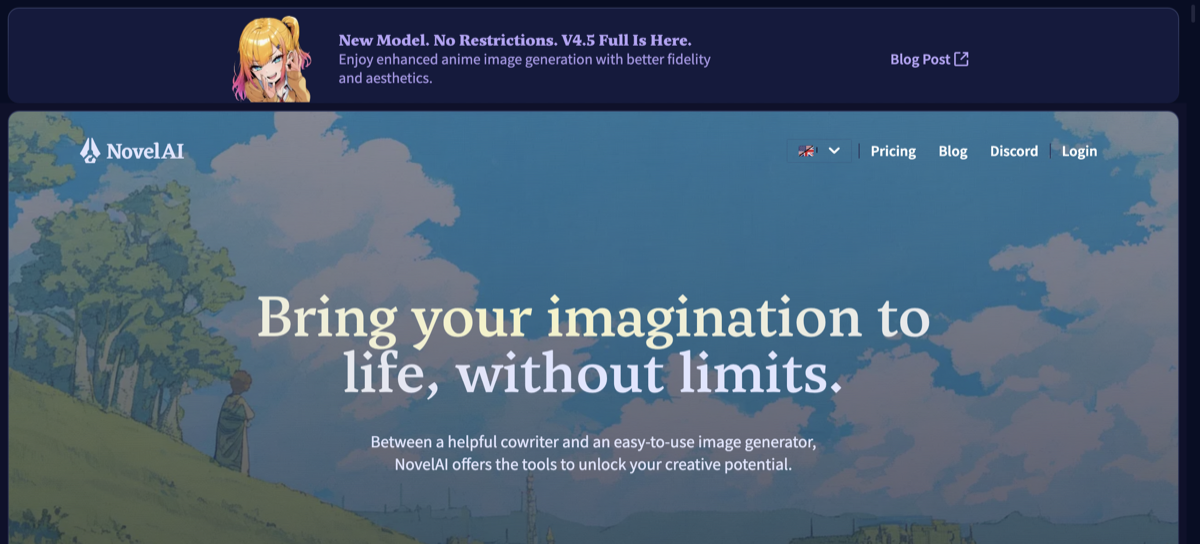 New Model. No Restrictions. V4.5 Full Is Here.
Enjoy enhanced anime image generation with better fidelity
and aesthetics.
Blog Post
NovelAI
Pricing
Blog
Discord
Login
Bring your imagination to
life, without limits.
Between a helpful cowriter and an easy-to-use image generator,
NovelAI offers the tools to unlock your creative potential.